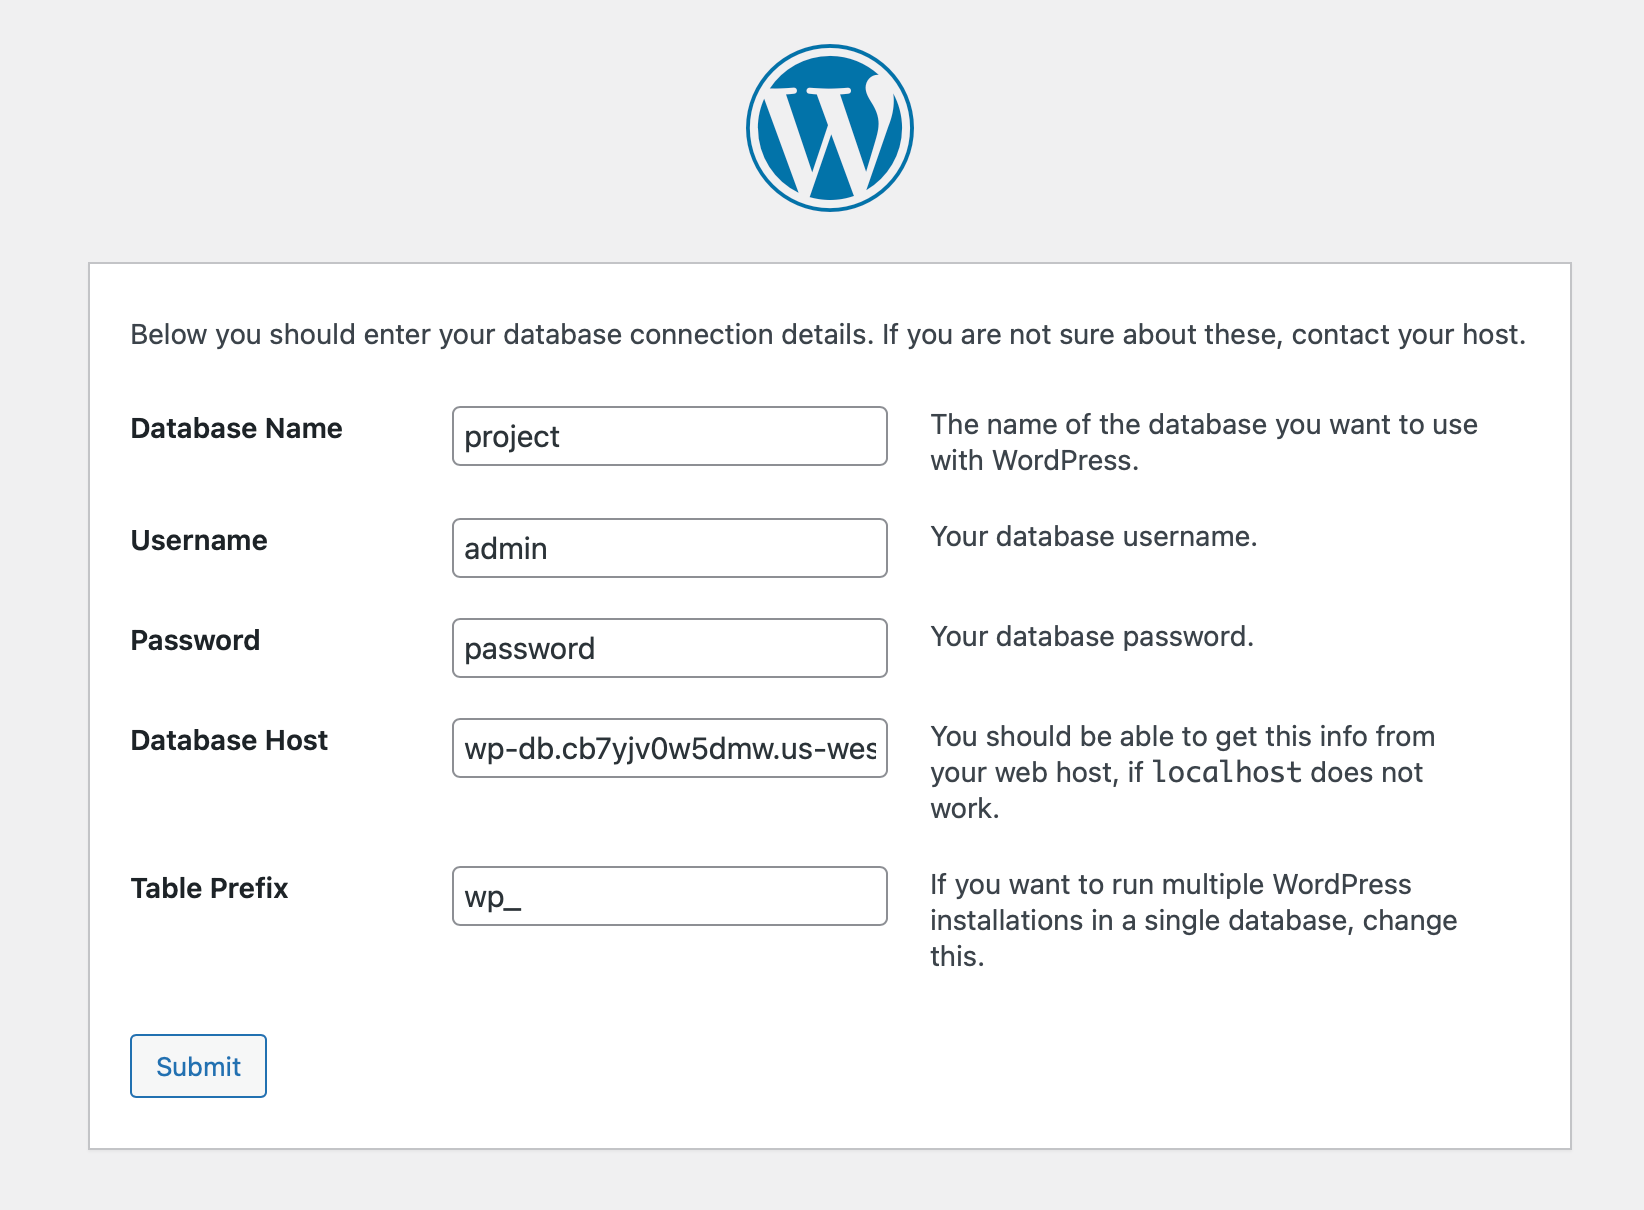 Below you should enter your database connection details. If you are not sure about these, contact your host.
Database Name
project
The name of the database you want to use
with WordPress.
Username
admin
Your database username.
Password
password
Your database password.
Database Host
wp-db.cb7yjv0w5dmw.us-wes
You should be able to get this info from
your web host, if localhost does not
work.
Table Prefix
wp_
If you want to run multiple WordPress
installations in a single database, change
this.
Submit